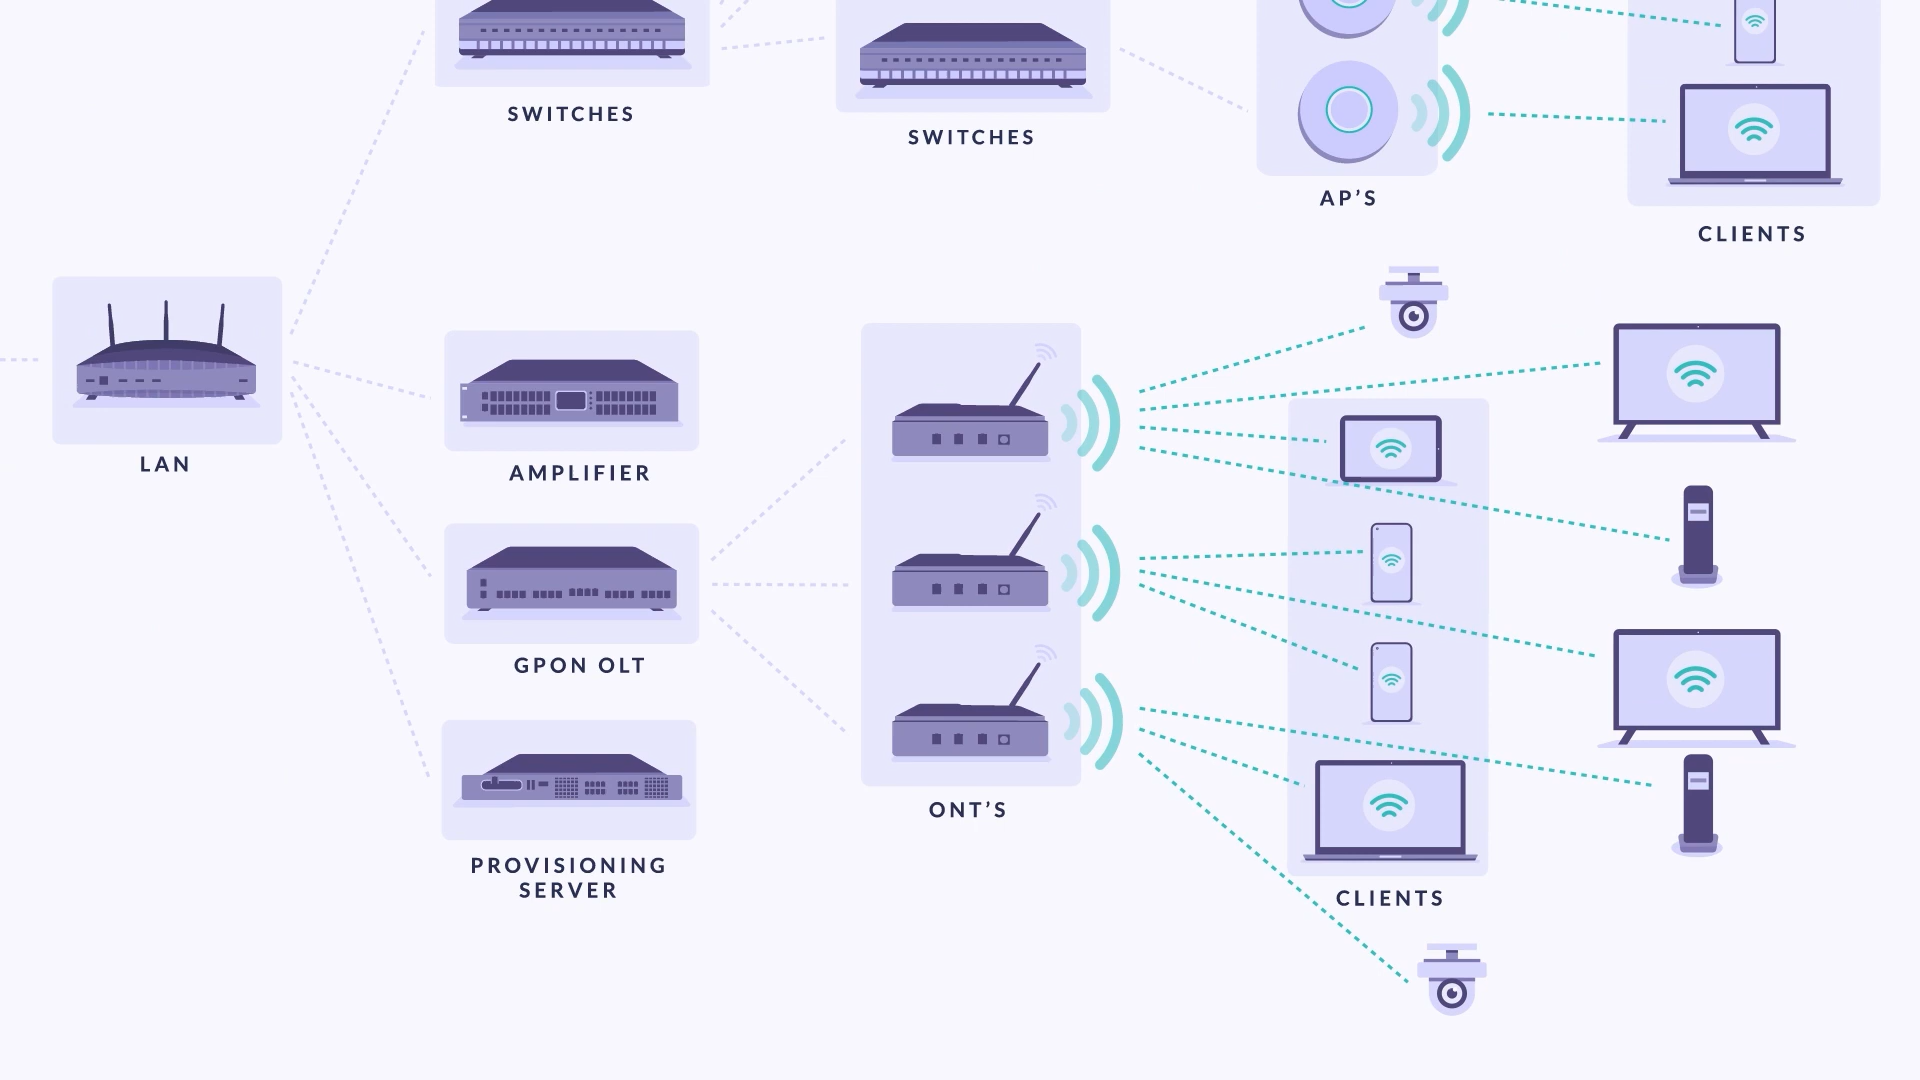 SWITCHES
SWITCHES
AP’S
CLIENTS
LAN
AMPLIFIER
GPON OLT
ONT’S
PROVISIONING
SERVER
CLIENTS